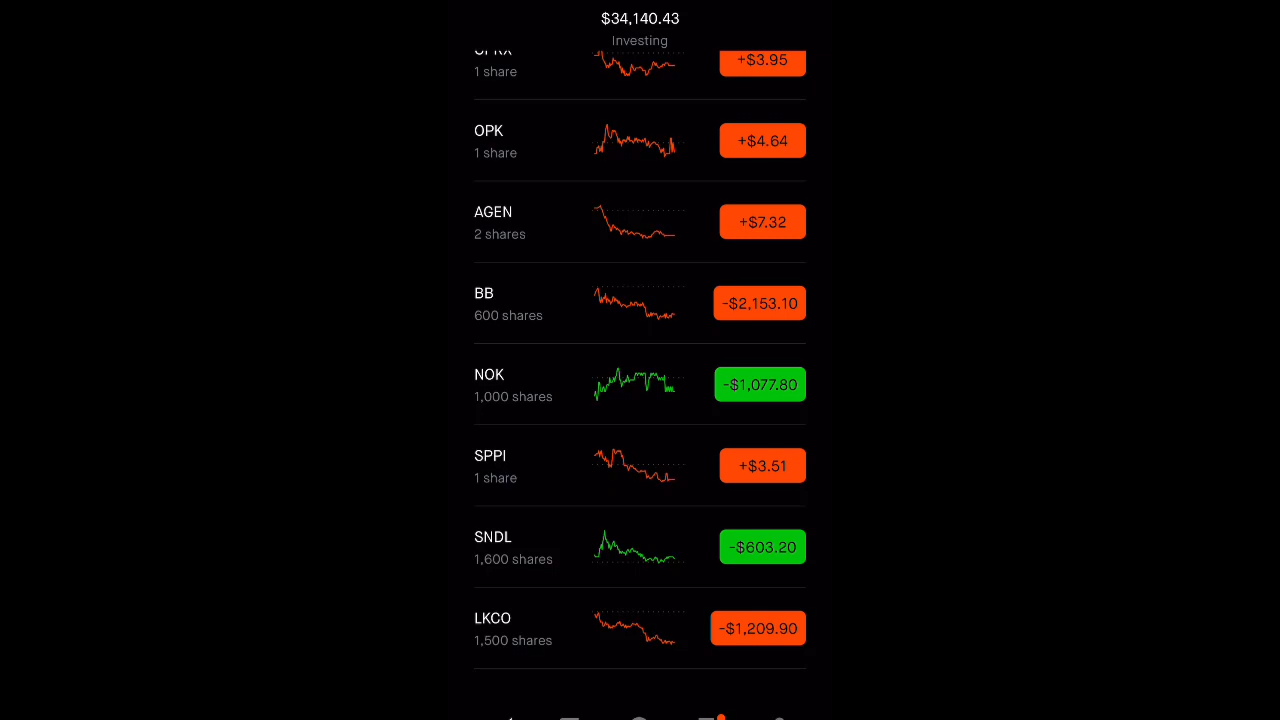 $34,140.43
Investing
1 share
+$3.95
OPK
1 share
+$4.64
AGEN
2 shares
+$7.32
BB
600 shares
-$2,153.10
NOK
1,000 shares
-$1,077.80
SPPI
1 share
+$3.51
SNDL
1,600 shares
-$603.20
LKCO
1,500 shares
-$1,209.90